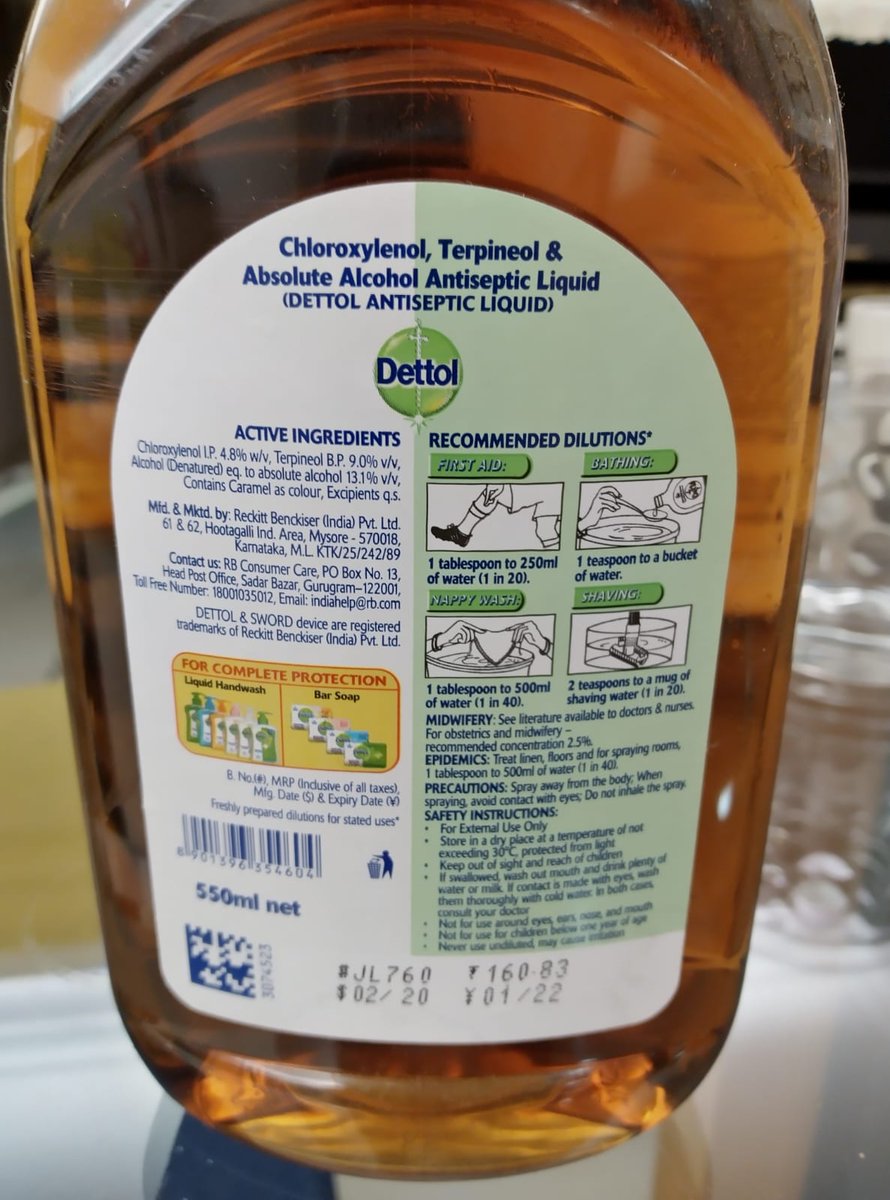 Chloroxylenol, Terpineol &
Absolute Alcohol Antiseptic Liquid
(DETTOL ANTISEPTIC LIQUID)
Dettol
ACTIVE INGREDIENTS
Chloroxylenol I.P. 4.8% w/v, Terpineol B.P. 9.0% v/v,
Alcohol (Denatured) eq. to absolute alcohol 13.1% v/v,
Contains Caramel as colour, Excipients q.s.
Mfd. & Mktd. by: Reckitt Benckiser (India) Pvt. Ltd.
61 & 62, Hootagalli Ind. Area, Mysore - 570018,
Karnataka, M.L. KTK/25/242/89
Contact us: RB Consumer Care, PO Box No. 13,
Head Post Office, Sadar Bazar, Gurugram–122001,
Toll Free Number: 18001035012, Email: indiahelp@rb.com
DETTOL & SWORD device are registered
trademarks of Reckitt Benckiser (India) Pvt. Ltd.
FOR COMPLETE PROTECTION
Liquid Handwash
Bar Soap
B. No.(#), MRP (Inclusive of all taxes),
Mfg. Date ($) & Expiry Date (¥)
Freshly prepared dilutions for stated uses*
8 901396 354604
550ml net
3074523
RECOMMENDED DILUTIONS*
FIRST AID:
1 tablespoon to 250ml
of water (1 in 20).
BATHING:
1 teaspoon to a bucket
of water.
NAPPY WASH:
1 tablespoon to 500ml
of water (1 in 40).
SHAVING:
2 teaspoons to a mug of
shaving water (1 in 20).
MIDWIFERY: See literature available to doctors & nurses.
For obstetrics and midwifery –
recommended concentration 2.5%.
EPIDEMICS: Treat linen, floors and for spraying rooms,
1 tablespoon to 500ml of water (1 in 40).
PRECAUTIONS: Spray away from the body; When
spraying, avoid contact with eyes; Do not inhale the spray.
SAFETY INSTRUCTIONS:
• For External Use Only
• Store in a dry place at a temperature of not
exceeding 30°C, protected from light
• Keep out of sight and reach of children
• If swallowed, wash out mouth and drink plenty of
water or milk. If contact is made with eyes, wash
them thoroughly with cold water. In both cases,
consult your doctor
• Not for use around eyes, ears, nose, and mouth
• Not for use for children below one year of age
• Never use undiluted, may cause irritation
#JL760 ₹160.83
$02/20 ¥01/22